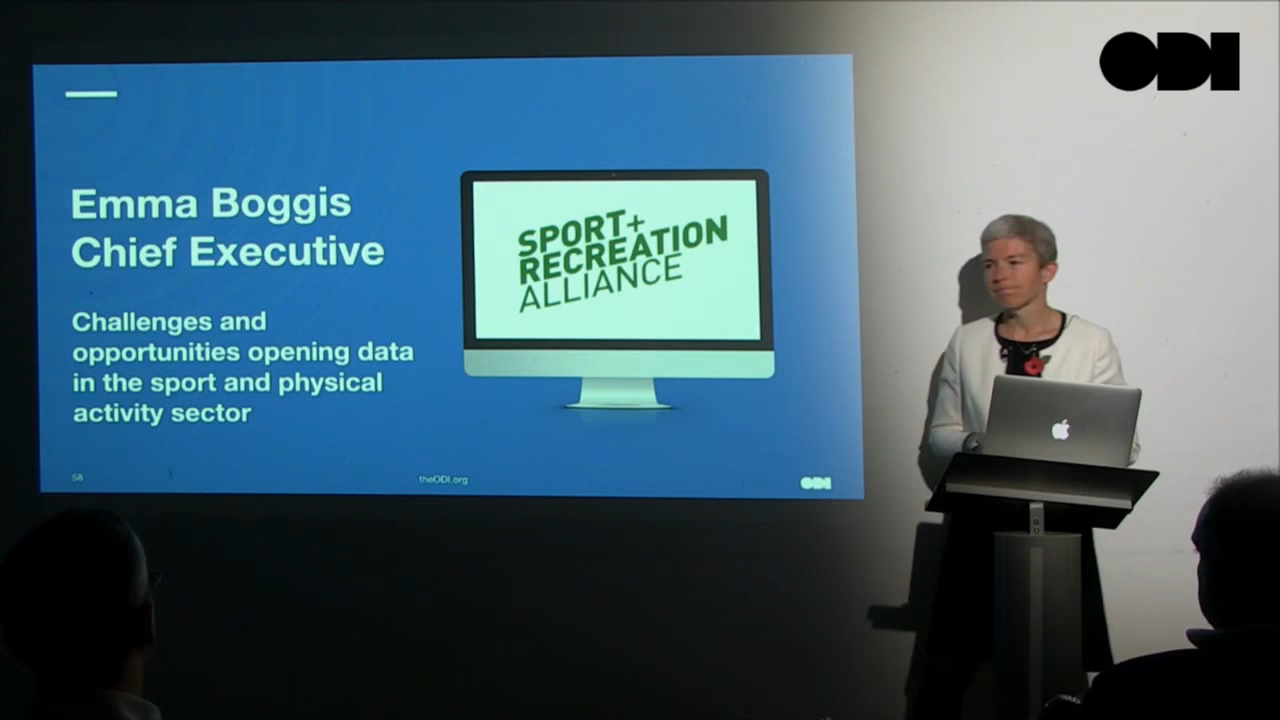 ODI
Emma Boggis
Chief Executive
Challenges and
opportunities opening data
in the sport and physical
activity sector
SPORT+
RECREATION
ALLIANCE
58
theODI.org
ODI